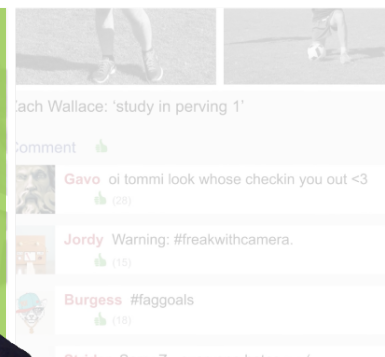 Zach Wallace: ‘study in perving 1’
Comment
Gavo oi tommi look whose checkin you out <3
(28)
Jordy Warning: #freakwithcamera.
(15)
Burgess #faggoals
(18)